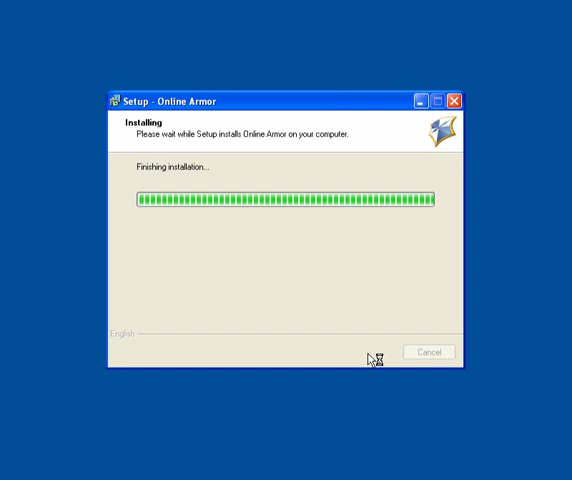 Setup - Online Armor
Installing
Please wait while Setup installs Online Armor on your computer.
Finishing installation...
English
Cancel